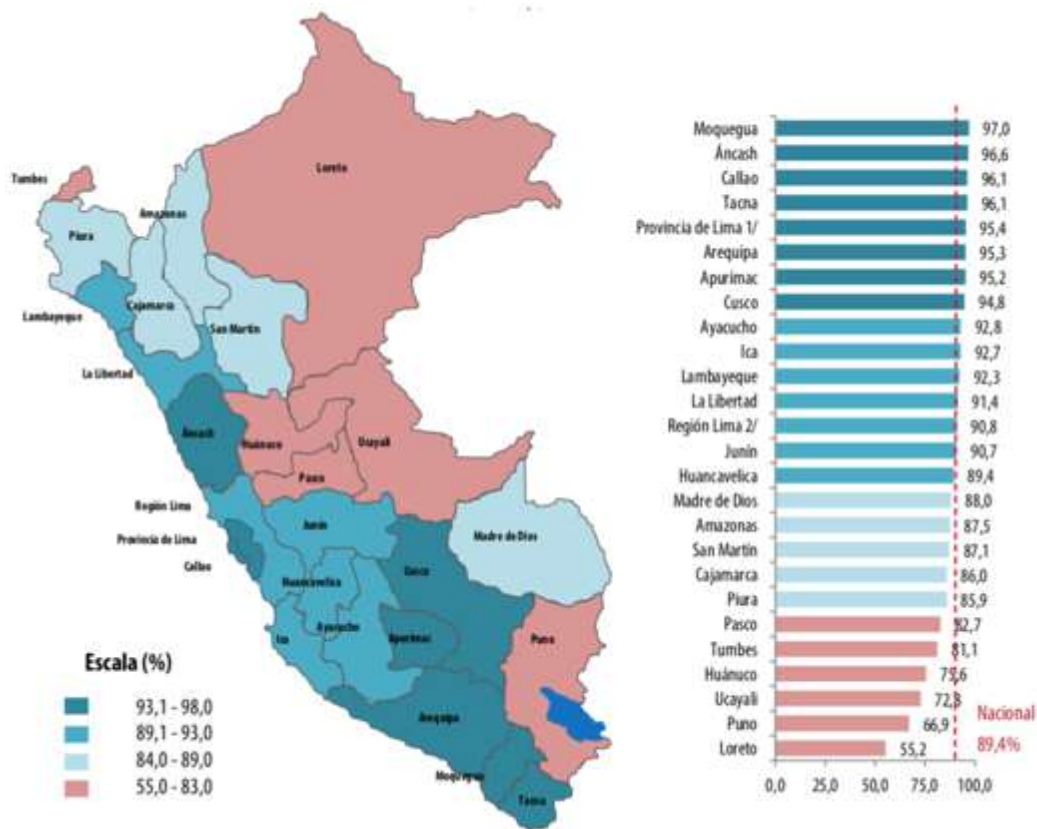 Loreto
Tumbes
Amazonas
Piura
Cajamarca
San Martín
Lambayeque
La Libertad
Áncash
Huánuco
Ucayali
Pasco
Región Lima
Junín
Provincia de Lima
Madre de Dios
Callao
Cusco
Huancavelica
Ayacucho
Ica
Apurímac
Puno
Arequipa
Moquegua
Tacna
Escala (%)
93,1 - 98,0
89,1 - 93,0
84,0 - 89,0
55,0 - 83,0
Moquegua 97,0
Áncash 96,6
Callao 96,1
Tacna 96,1
Provincia de Lima 1/ 95,4
Arequipa 95,3
Apurímac 95,2
Cusco 94,8
Ayacucho 92,8
Ica 92,7
Lambayeque 92,3
La Libertad 91,4
Región Lima 2/ 90,8
Junín 90,7
Huancavelica 89,4
Madre de Dios 88,0
Amazonas 87,5
San Martín 87,1
Cajamarca 86,0
Piura 85,9
Pasco 82,7
Tumbes 81,1
Huánuco 75,6
Ucayali 72,3
Puno 66,9
Loreto 55,2
Nacional
89,4%
0,0 25,0 50,0 75,0 100,0